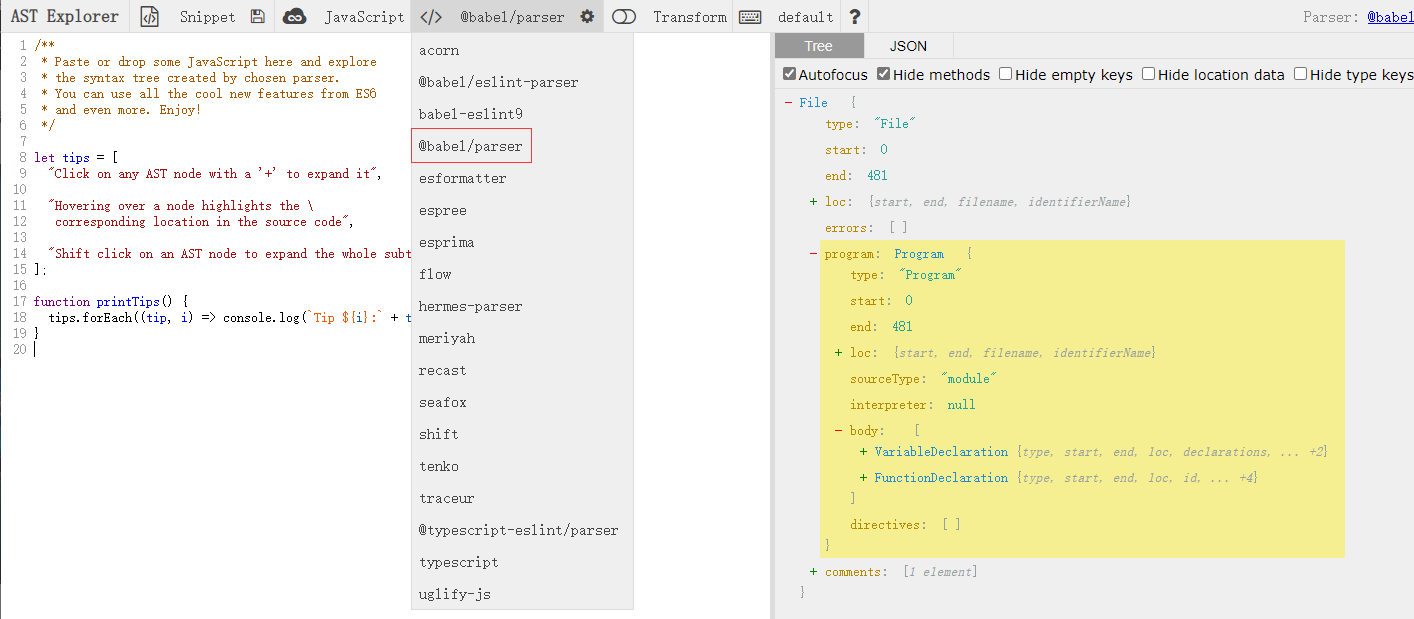 AST Explorer Snippet JavaScript </> @babel/parser Transform default ? Parser: @babel
1 /**
2  * Paste or drop some JavaScript here and explore
3  * the syntax tree created by chosen parser.
4  * You can use all the cool new features from ES6
5  * and even more. Enjoy!
6  */
7
8 let tips = [
9   "Click on any AST node with a '+' to expand it",
10
11   "Hovering over a node highlights the \
12    corresponding location in the source code",
13
14   "Shift click on an AST node to expand the whole subt
15 ];
16
17 function printTips() {
18   tips.forEach((tip, i) => console.log(`Tip ${i}:` + t
19 }
20
acorn
@babel/eslint-parser
babel-eslint9
@babel/parser
esformatter
espree
esprima
flow
hermes-parser
meriyah
recast
seafox
shift
tenko
traceur
@typescript-eslint/parser
typescript
uglify-js
Tree JSON
Autofocus Hide methods Hide empty keys Hide location data Hide type keys
- File {
type: "File"
start: 0
end: 481
+ loc: {start, end, filename, identifierName}
errors: [ ]
- program: Program {
type: "Program"
start: 0
end: 481
+ loc: {start, end, filename, identifierName}
sourceType: "module"
interpreter: null
- body: [
+ VariableDeclaration {type, start, end, loc, declarations, ... +2}
+ FunctionDeclaration {type, start, end, loc, id, ... +4}
]
directives: [ ]
}
+ comments: [1 element]
}